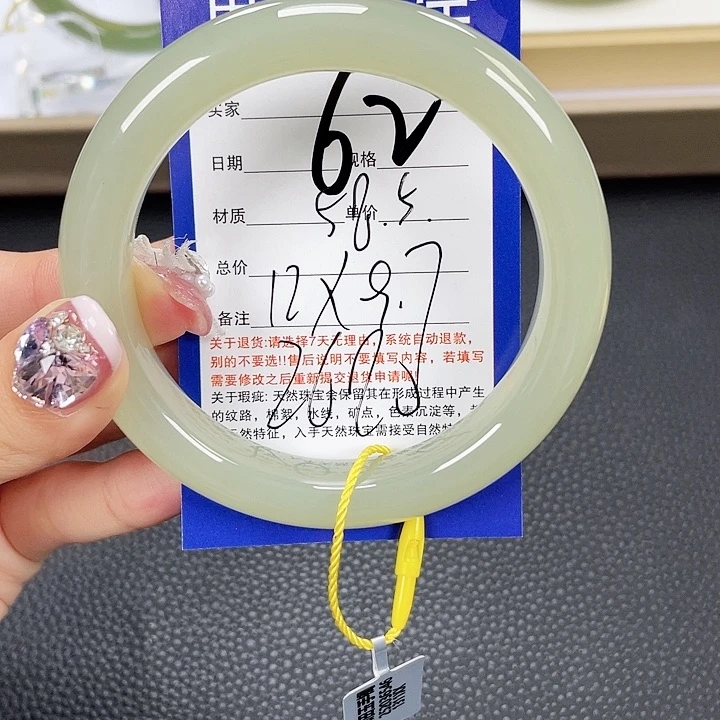 买家
62
日期 规格
58.5.
材质 单价
总价
12X9.7
备注
关于退货:请选择7天无理由，系统自动退款，
别的不要选!!售后说明不要填写内容，若填写
需要修改之后重新提交退货申请
关于瑕疵: 天然珠宝会保留其在形成过程中产生
的纹路，棉絮，水线，矿点，色素沉淀等，
天然特征，入手天然珠宝需接受自然特